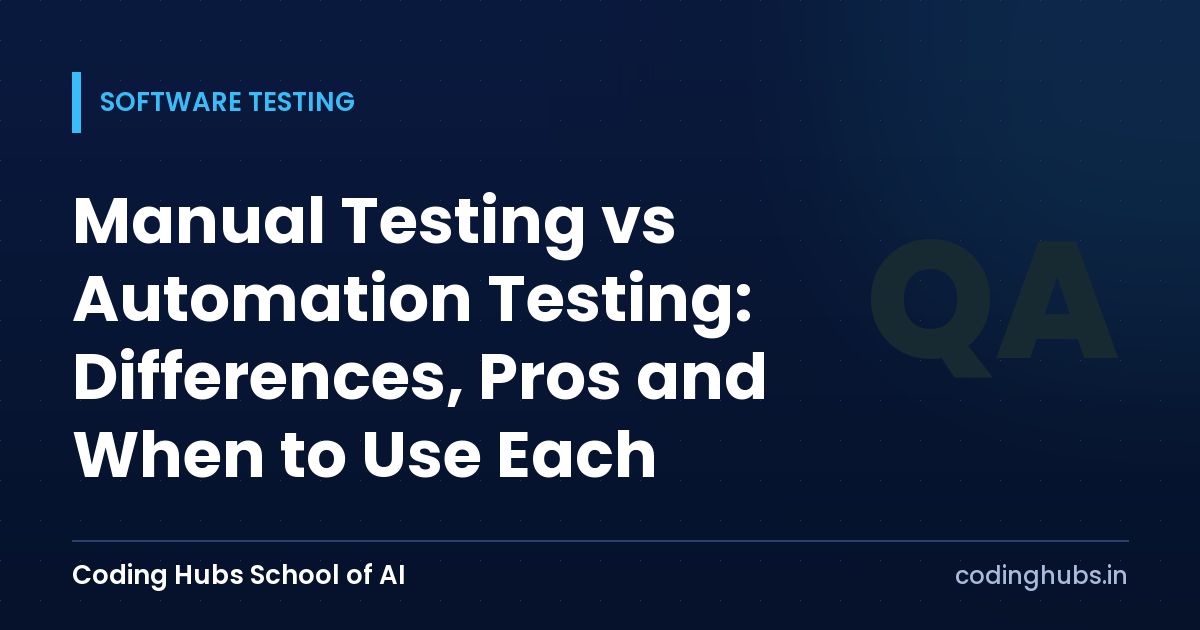 SOFTWARE TESTING
Manual Testing vs
Automation Testing:
Differences, Pros and
When to Use Each
QA
Coding Hubs School of AI
codinghubs.in